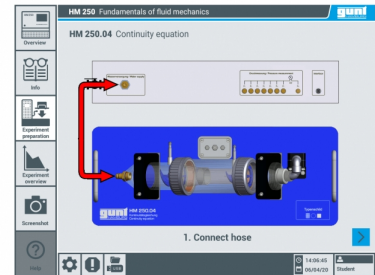 HM 250 Fundamentals of fluid mechanics
gunt
HM 250.04 Continuity equation
Overview
Info
Experiment
preparation
Experiment
overview
Screenshot
?
Help
gunt
HM 250.04
1. Connect hose
USB
14:06:45
06/04/20
Student